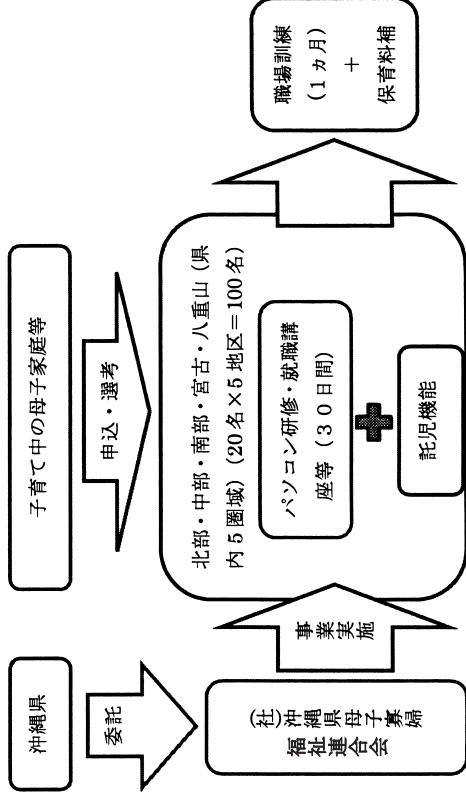 沖縄県
委託
(社)沖縄県母子寡婦
福祉連合会
事業実施
子育て中の母子家庭等
申込・選考
北部・中部・南部・宮古・八重山（県
内５圏域）（20名×5地区＝100名）
パソコン研修・就職講
座等（３０日間）
託児機能
職場訓練
（1ヵ月）
＋
保育料補